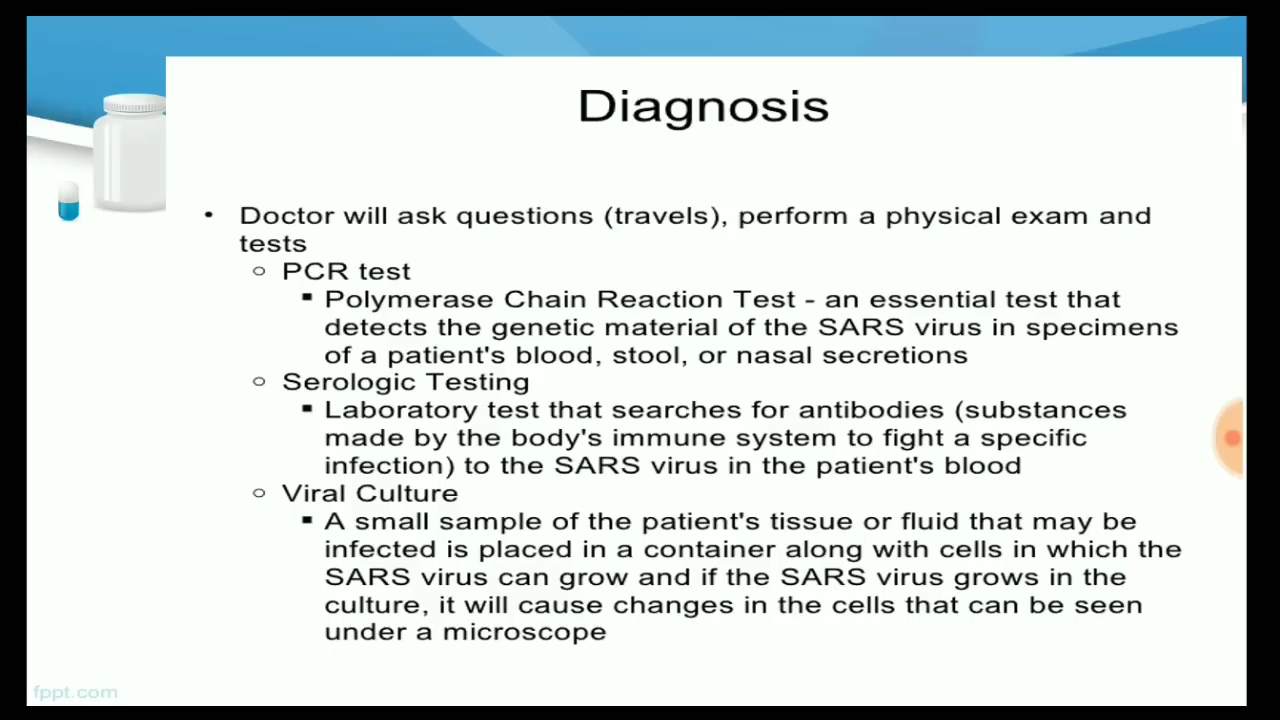 Diagnosis
• Doctor will ask questions (travels), perform a physical exam and
tests
○ PCR test
▪ Polymerase Chain Reaction Test - an essential test that
detects the genetic material of the SARS virus in specimens
of a patient's blood, stool, or nasal secretions
○ Serologic Testing
▪ Laboratory test that searches for antibodies (substances
made by the body's immune system to fight a specific
infection) to the SARS virus in the patient's blood
○ Viral Culture
▪ A small sample of the patient's tissue or fluid that may be
infected is placed in a container along with cells in which the
SARS virus can grow and if the SARS virus grows in the
culture, it will cause changes in the cells that can be seen
under a microscope
fppt.com